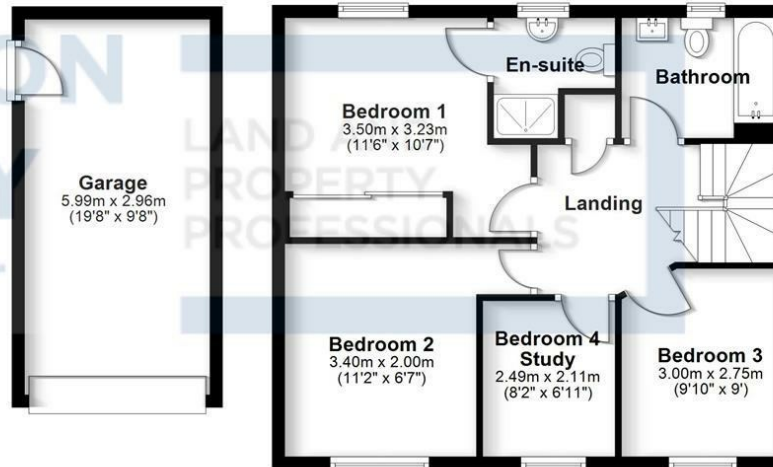 Garage
5.99m x 2.96m
(19'8" x 9'8")
Bedroom 1
3.50m x 3.23m
(11'6" x 10'7")
En-suite
Bathroom
Landing
Bedroom 2
3.40m x 2.00m
(11'2" x 6'7")
Bedroom 4
Study
2.49m x 2.11m
(8'2" x 6'11")
Bedroom 3
3.00m x 2.75m
(9'10" x 9')
ON
Y
LAND A
PROPERTY
PROFESSIONALS